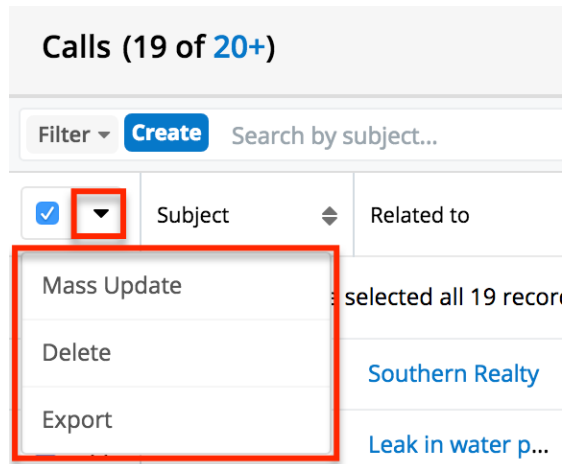 Calls (19 of 20+)
Filter Create Search by subject...
Subject Related to
Mass Update
selected all 19 recor
Delete
Southern Realty
Export
Leak in water p...